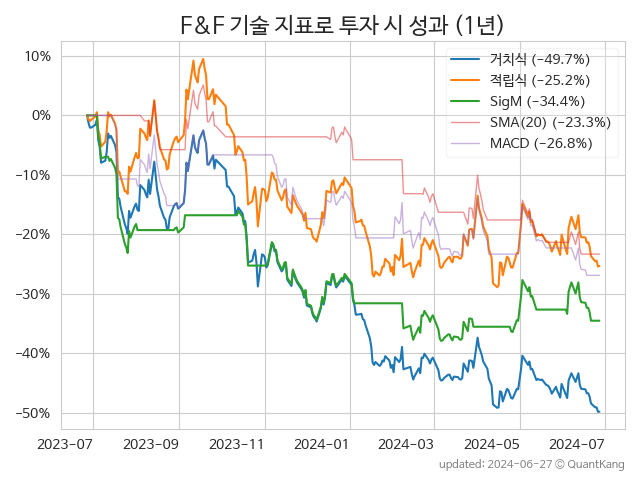 F&F 기술 지표로 투자 시 성과 (1년)
거치식 (−49.7%)
적립식 (−25.2%)
SigM (−34.4%)
SMA(20) (−23.3%)
MACD (−26.8%)
10%
0%
−10%
−20%
−30%
−40%
−50%
2023-07 2023-09 2023-11 2024-01 2024-03 2024-05 2024-07
updated: 2024-06-27 © QuantKang